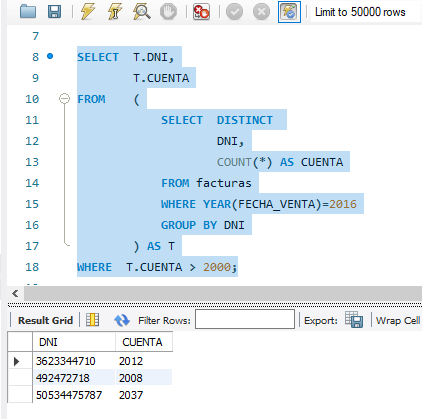 Limit to 50000 rows
7
8 SELECT T.DNI,
9 T.CUENTA
10 FROM (
11 SELECT DISTINCT
12 DNI,
13 COUNT(*) AS CUENTA
14 FROM facturas
15 WHERE YEAR(FECHA_VENTA)=2016
16 GROUP BY DNI
17 ) AS T
18 WHERE T.CUENTA > 2000;
Result Grid Filter Rows: Export: Wrap Cell
DNI CUENTA
3623344710 2012
492472718 2008
50534475787 2037